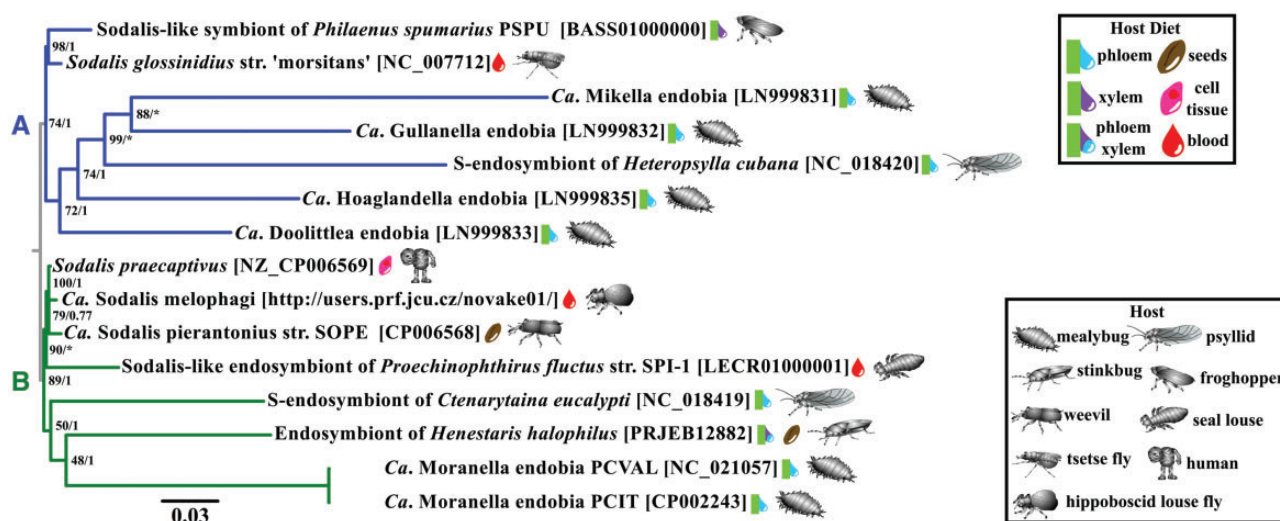 Sodalis-like symbiont of Philaenus spumarius PSPU [BASS01000000]
98/1
Sodalis glossinidius str. 'morsitans' [NC_007712]
Ca. Mikella endobia [LN999831]
88/*
A
74/1
Ca. Gullanella endobia [LN999832]
99/*
S-endosymbiont of Heteropsylla cubana [NC_018420]
74/1
Ca. Hoaglandella endobia [LN999835]
72/1
Ca. Doolittlea endobia [LN999833]
Sodalis praecaptivus [NZ_CP006569]
100/1
Ca. Sodalis melophagi [http://users.prf.jcu.cz/novake01/]
79/0.77
Ca. Sodalis pierantonius str. SOPE [CP006568]
90/*
Sodalis-like endosymbiont of Proechinophthirus fluctus str. SPI-1 [LECR01000001]
B
89/1
S-endosymbiont of Ctenarytaina eucalypti [NC_018419]
50/1
Endosymbiont of Henestaris halophilus [PRJEB12882]
48/1
Ca. Moranella endobia PCVAL [NC_021057]
Ca. Moranella endobia PCIT [CP002243]
0.03
Host Diet
phloem
seeds
xylem
cell
tissue
phloem
xylem
blood
Host
mealybug
psyllid
stinkbug
froghopper
weevil
seal louse
tsetse fly
human
hippoboscid louse fly